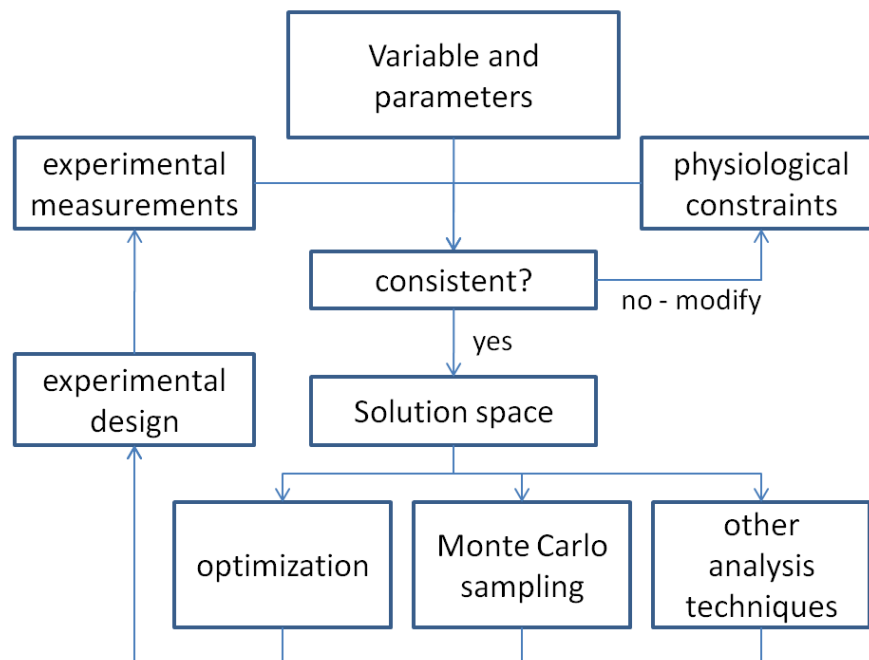 Variable and
parameters
experimental
measurements
physiological
constraints
consistent?
no - modify
yes
experimental
design
Solution space
optimization
Monte Carlo
sampling
other
analysis
techniques